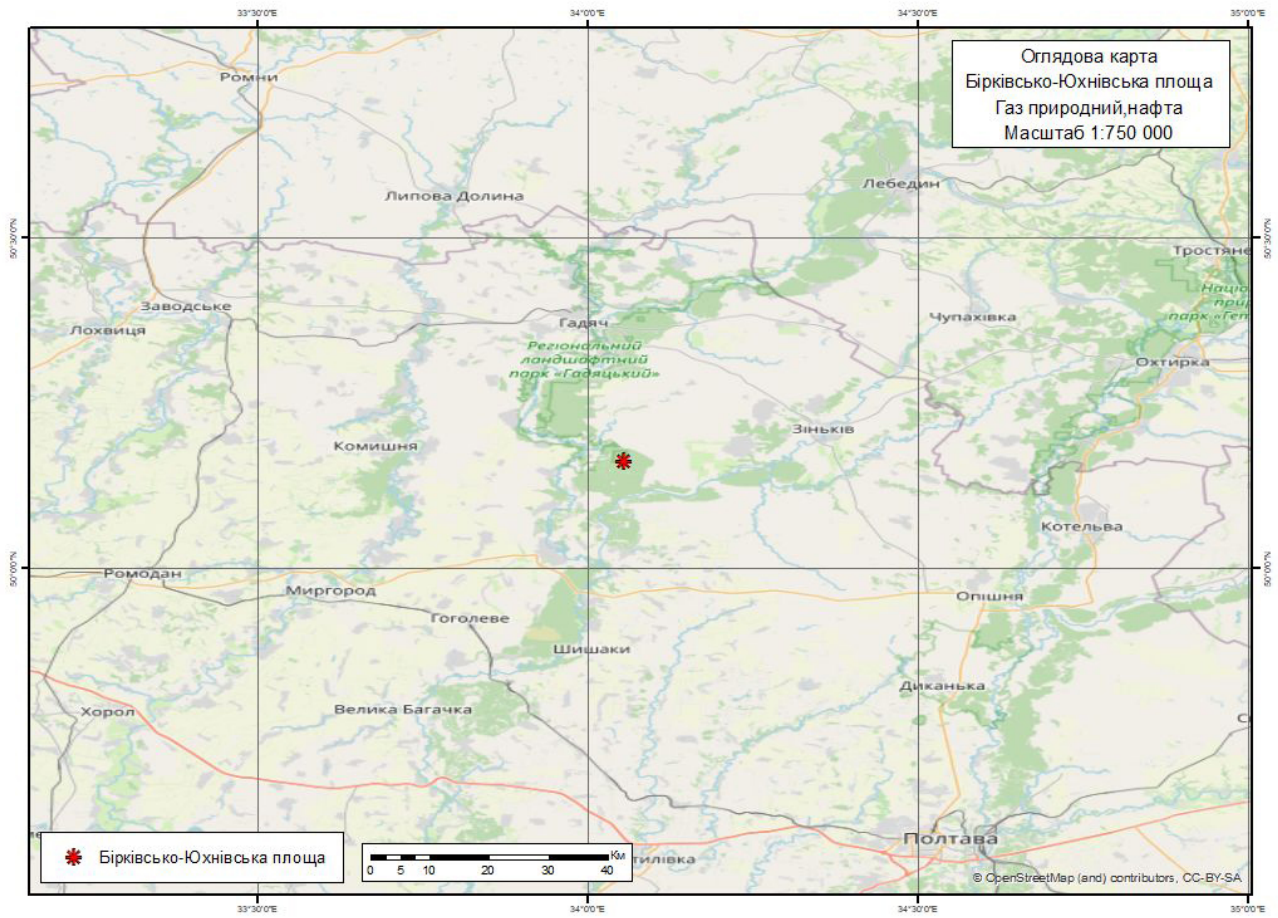 33°30'0"E
34°0'0"E
34°30'0"E
35°0'0"E
Оглядова карта
Бірківсько-Юхнівська площа
Газ природний,нафта
Масштаб 1:750 000
Ромни
Липова Долина
Лебедин
50°30'0"N
50°30'0"N
Тростяне
Націо
прир
парк «Гет
Заводське
Лохвиця
Гадяч
Чупахівка
Регіональний
ландшафтний
парк «Гадяцький»
Охтирка
Зіньків
Комишня
Котельва
50°0'0"N
50°0'0"N
Ромодан
Миргород
Опішня
Гоголеве
Шишаки
Диканька
Велика Багачка
Хорол
Полтава
Бірківсько-Юхнівська площа
Км
0 5 10 20 30 40
тилівка
© OpenStreetMap (and) contributors, CC-BY-SA
33°30'0"E
34°0'0"E
34°30'0"E
35°0'0"E